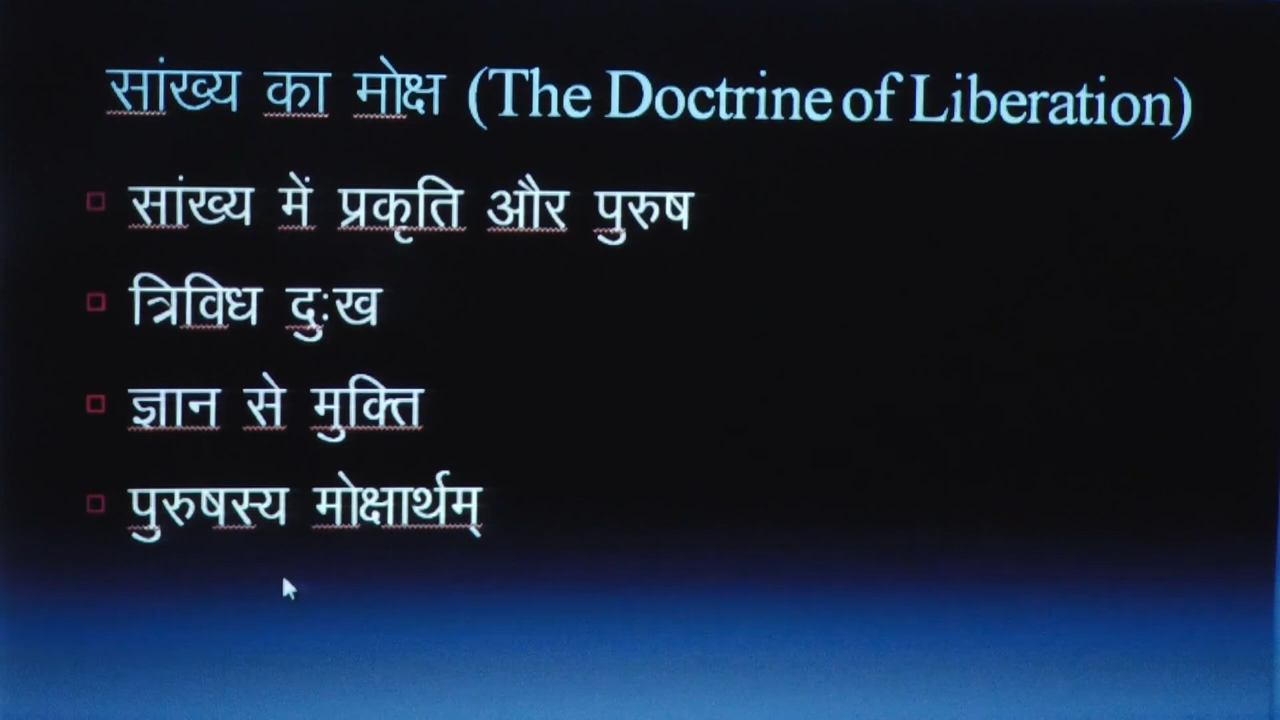 सांख्य का मोक्ष (The Doctrine of Liberation)
सांख्य में प्रकृति और पुरुष
त्रिविध दुःख
ज्ञान से मुक्ति
पुरुषस्य मोक्षार्थम्